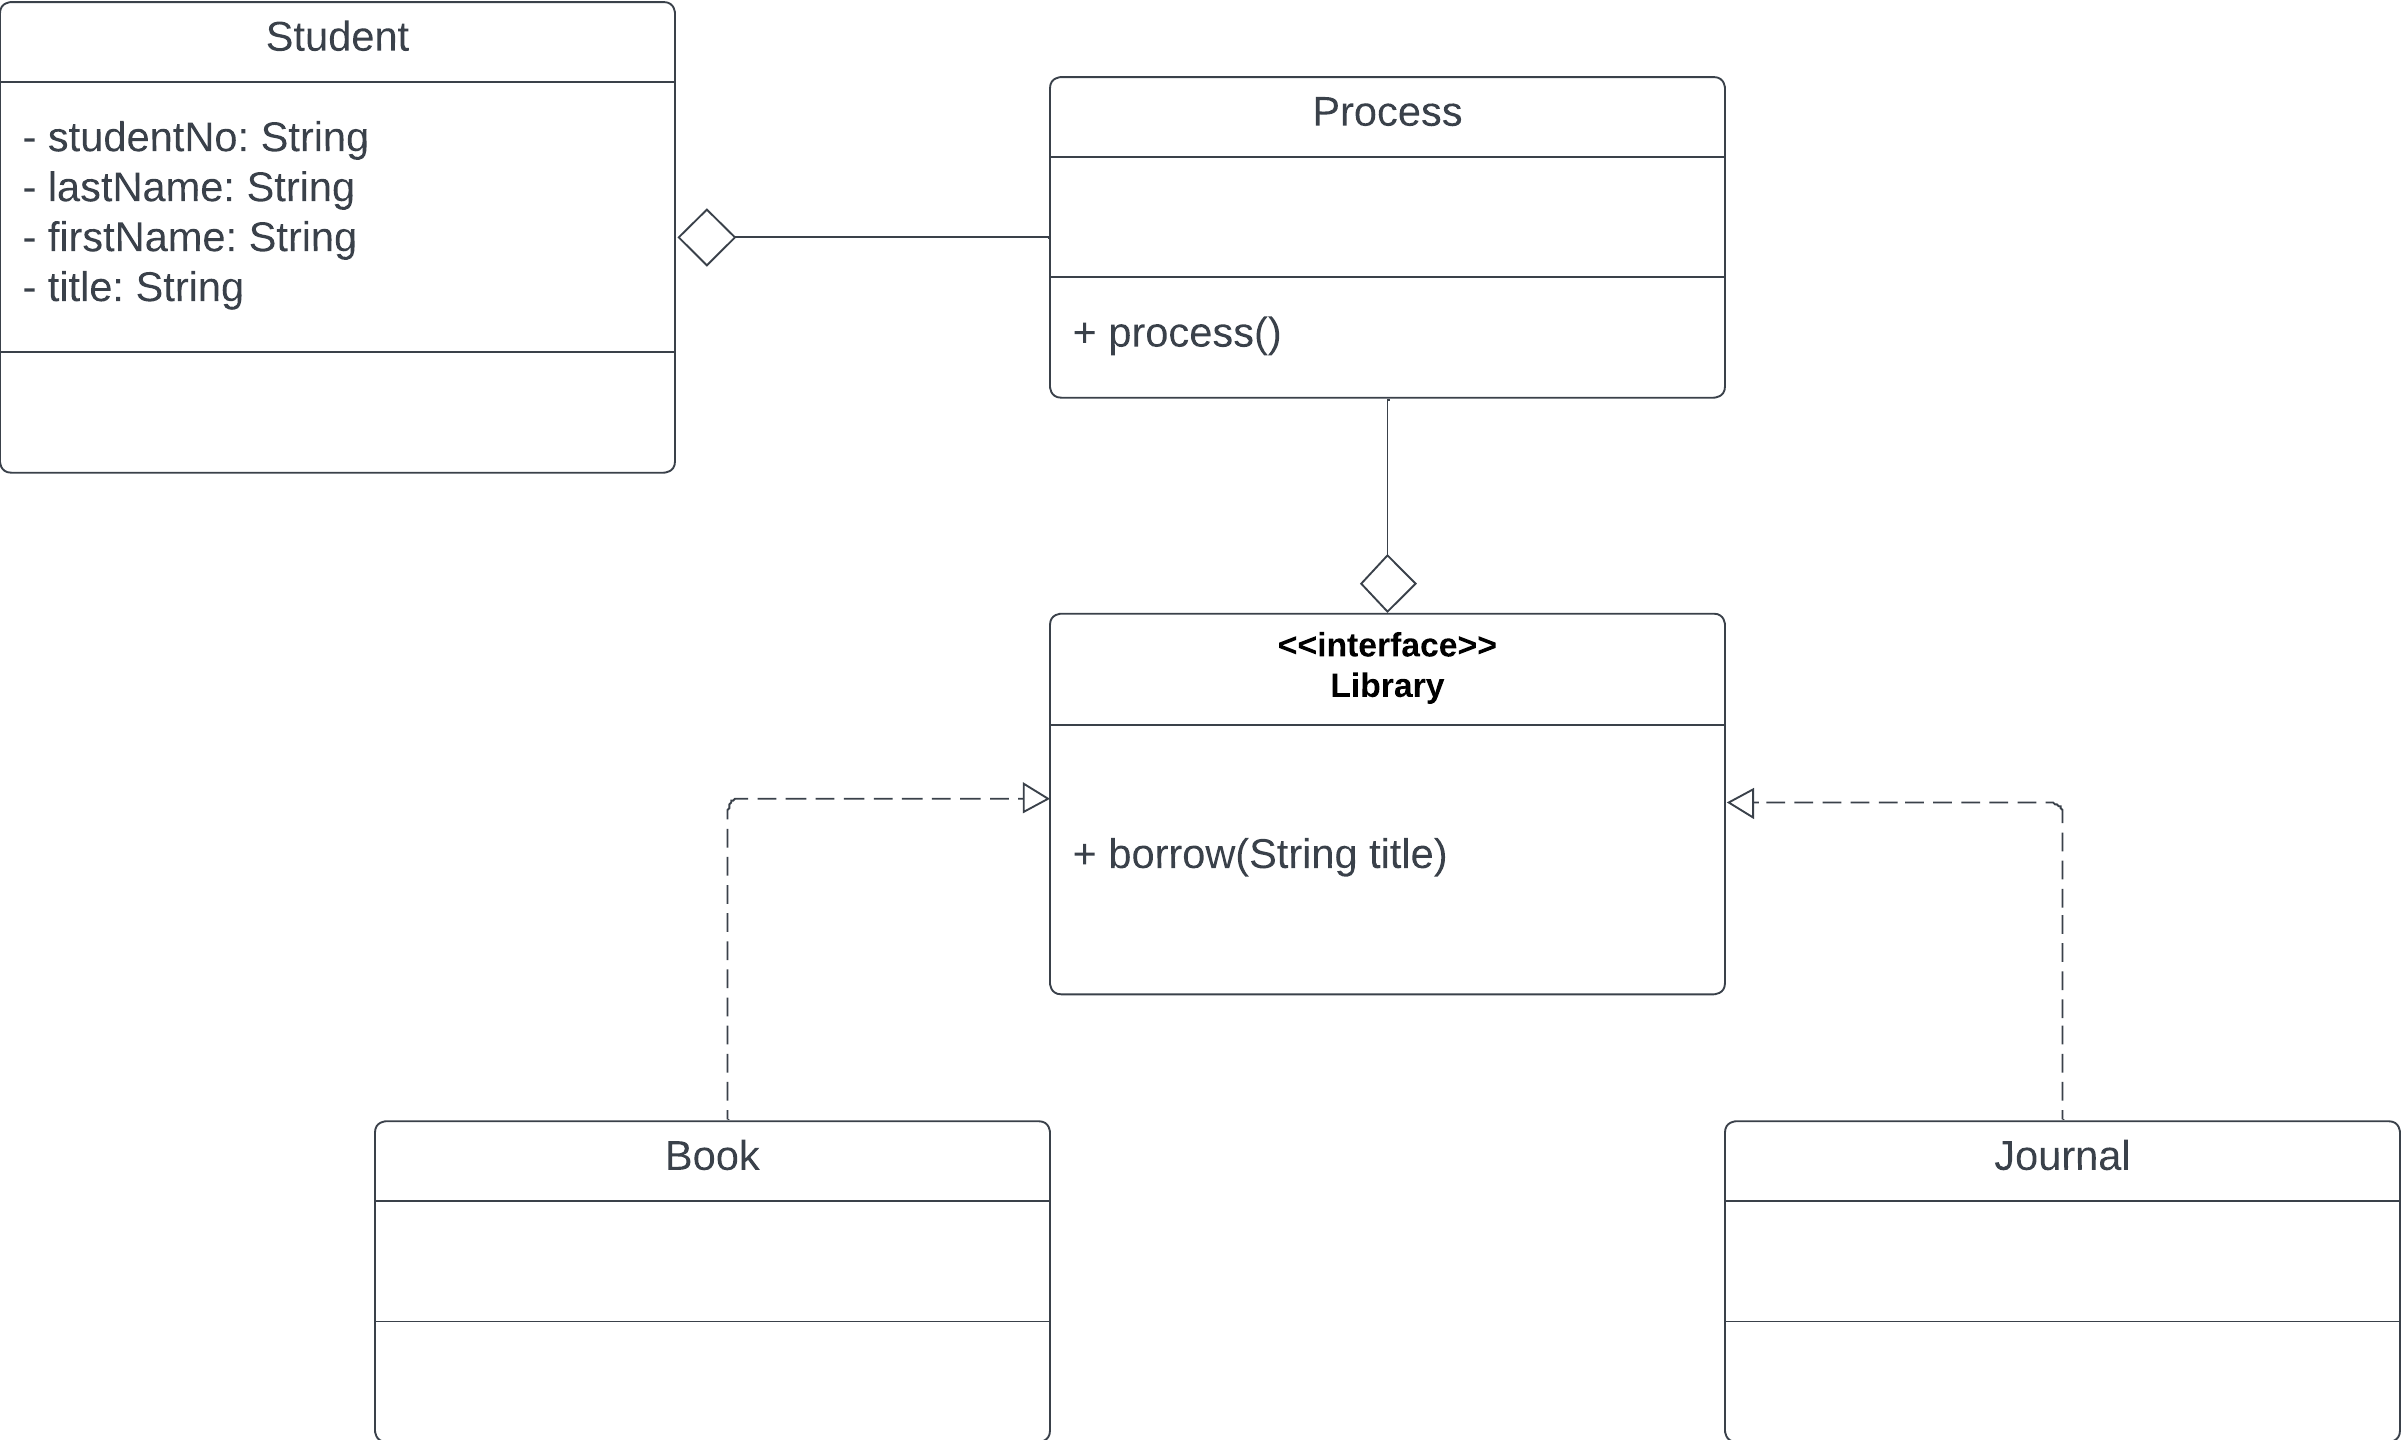 Student
- studentNo: String
- lastName: String
- firstName: String
- title: String
Process
+ process()
<<interface>>
Library
+ borrow(String title)
Book
Journal